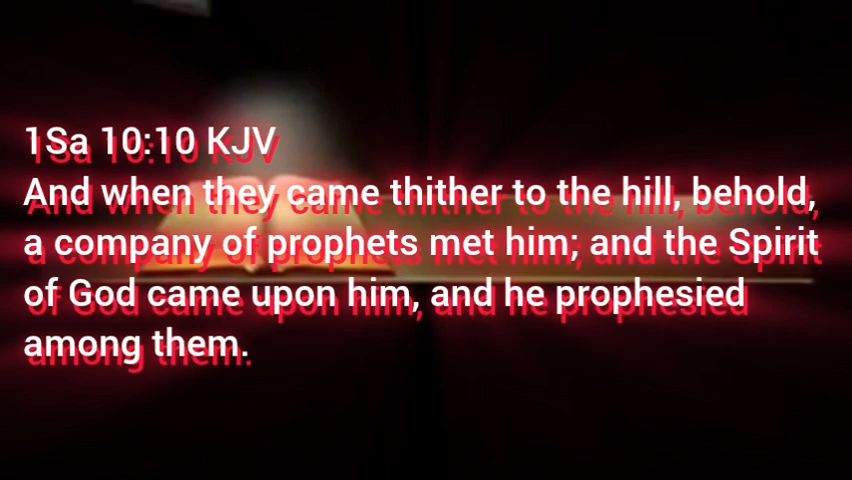 1Sa 10:10 KJV
And when they came thither to the hill, behold,
a company of prophets met him; and the Spirit
of God came upon him, and he prophesied
among them.